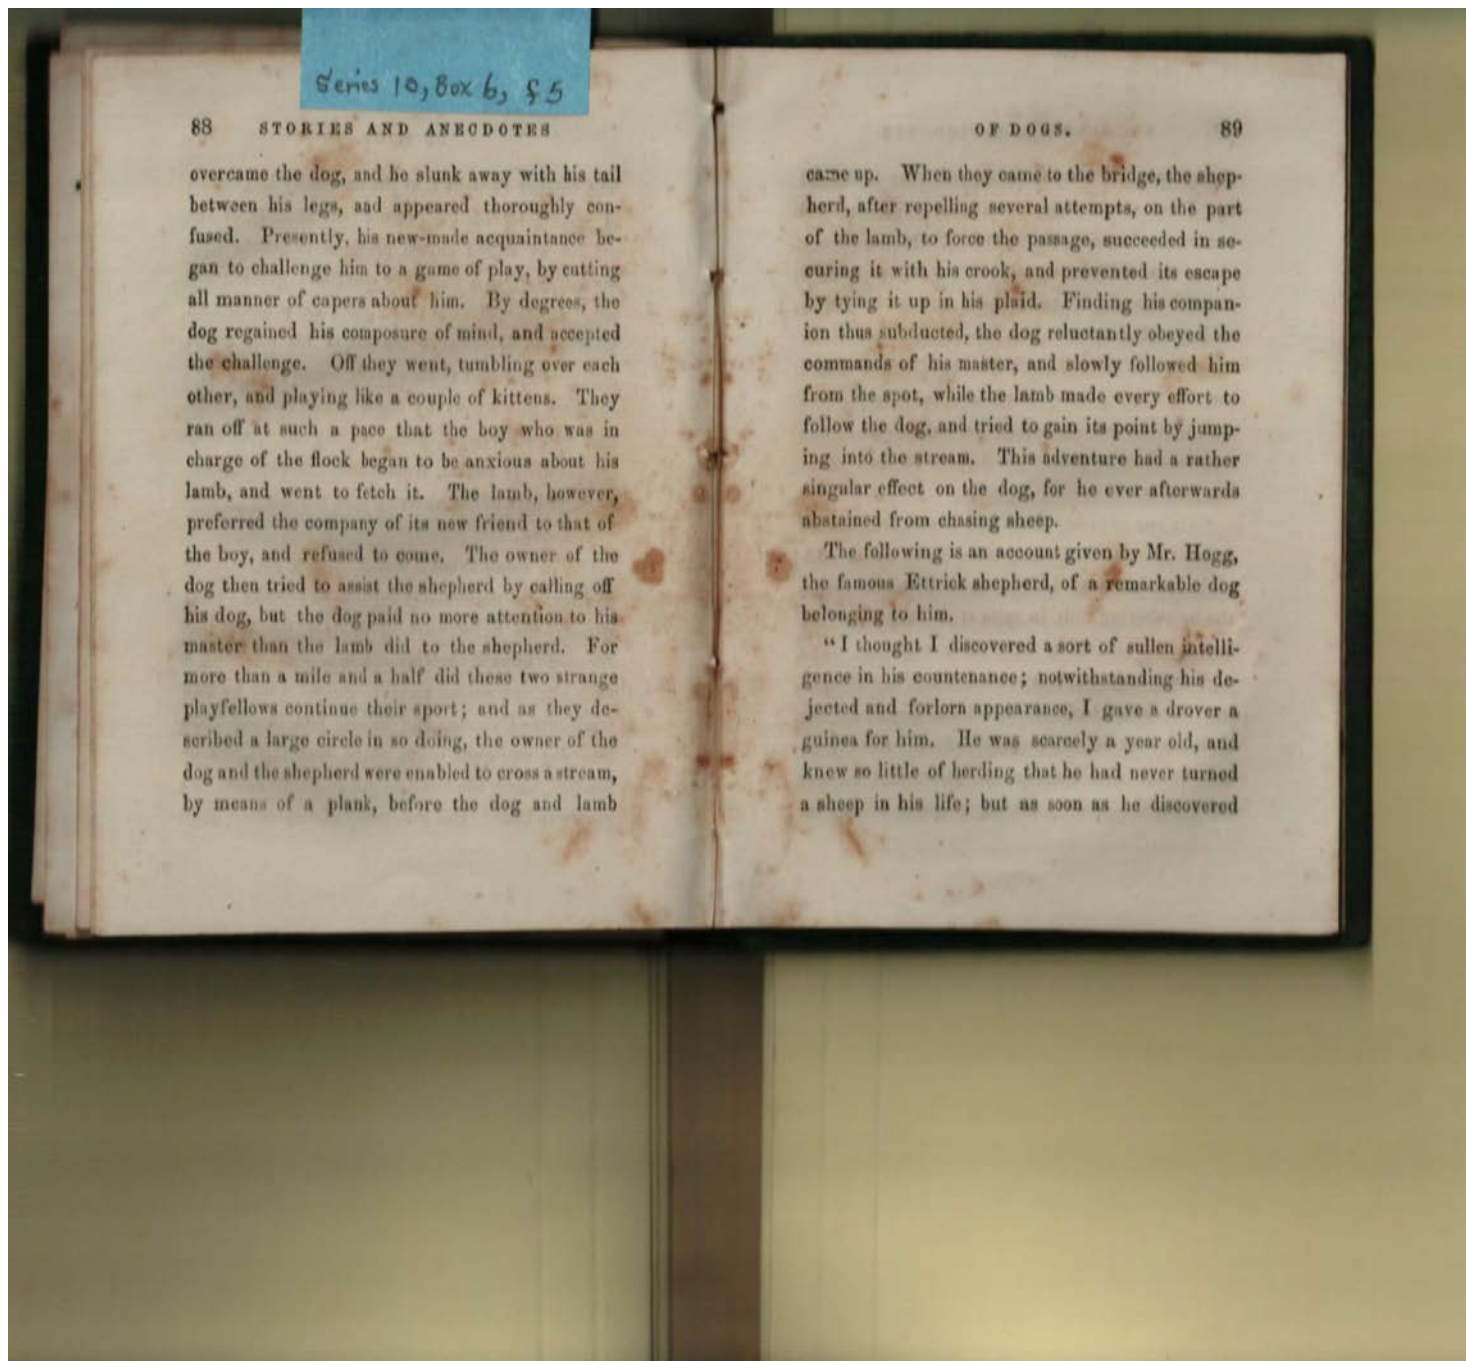 Series 10, Box 6, f5
88 STORIES AND ANECDOTES
overcame the dog, and he slunk away with his tail
between his legs, and appeared thoroughly con-
fused. Presently, his new-made acquaintance be-
gan to challenge him to a game of play, by cutting
all manner of capers about him. By degrees, the
dog regained his composure of mind, and accepted
the challenge. Off they went, tumbling over each
other, and playing like a couple of kittens. They
ran off at such a pace that the boy who was in
charge of the flock began to be anxious about his
lamb, and went to fetch it. The lamb, however,
preferred the company of its new friend to that of
the boy, and refused to come. The owner of the
dog then tried to assist the shepherd by calling off
his dog, but the dog paid no more attention to his
master than the lamb did to the shepherd. For
more than a mile and a half did these two strange
playfellows continue their sport; and as they de-
scribed a large circle in so doing, the owner of the
dog and the shepherd were enabled to cross a stream,
by means of a plank, before the dog and lamb
OF DOGS. 89
came up. When they came to the bridge, the shep-
herd, after repelling several attempts, on the part
of the lamb, to force the passage, succeeded in se-
curing it with his crook, and prevented its escape
by tying it up in his plaid. Finding his compan-
ion thus subducted, the dog reluctantly obeyed the
commands of his master, and slowly followed him
from the spot, while the lamb made every effort to
follow the dog, and tried to gain its point by jump-
ing into the stream. This adventure had a rather
singular effect on the dog, for he ever afterwards
abstained from chasing sheep.
The following is an account given by Mr. Hogg,
the famous Ettrick shepherd, of a remarkable dog
belonging to him.
“I thought I discovered a sort of sullen intelli-
gence in his countenance; notwithstanding his de-
jected and forlorn appearance, I gave a drover a
guinea for him. He was scarcely a year old, and
knew so little of herding that he had never turned
a sheep in his life; but as soon as he discovered